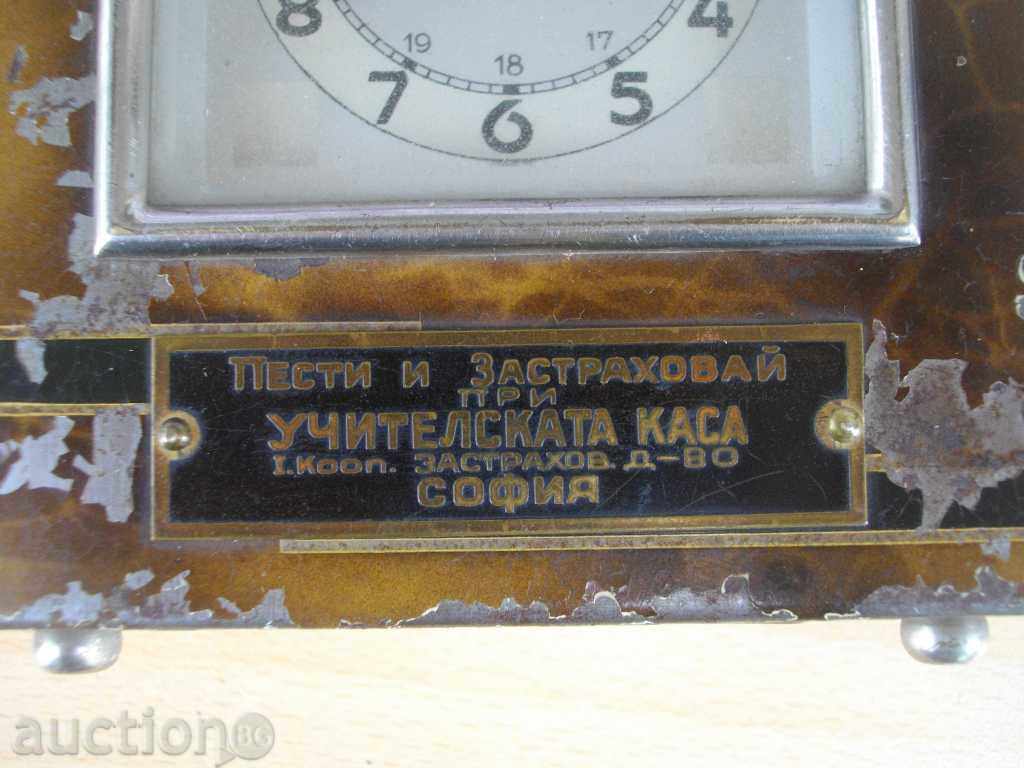 8 4
19 18 17
7 6 5
ПЕСТИ И ЗАСТРАХОВАЙ
ПРИ
УЧИТЕЛСКАТА КАСА
I. КООП. ЗАСТРАХОВ. Д-ВО
СОФИЯ
auction BG